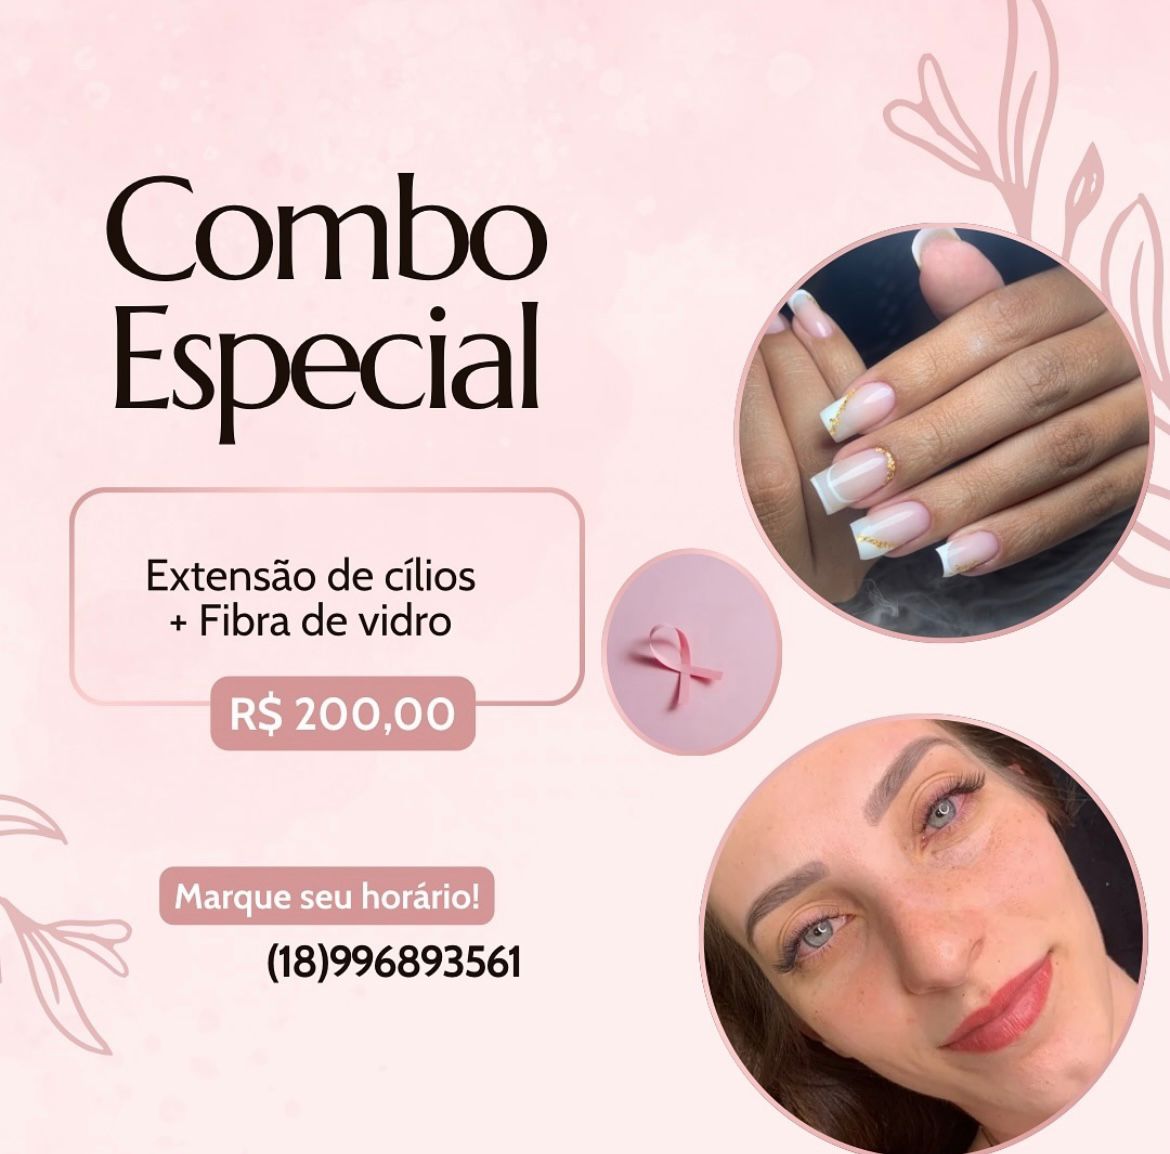 Combo
Especial
Extensão de cílios
+ Fibra de vidro
R$ 200,00
Marque seu horário!
(18)996893561